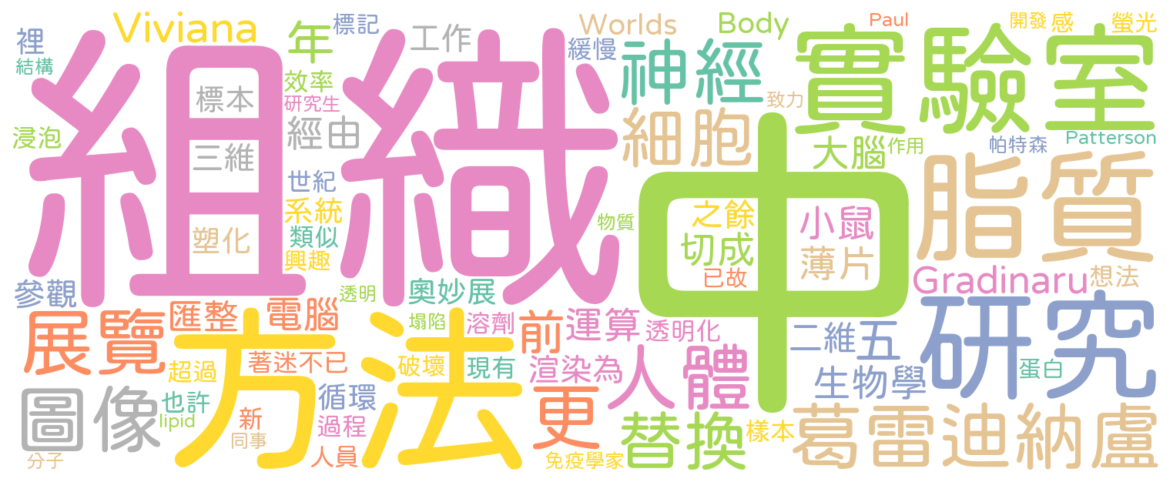 裡 Viviana 年 標記 工作 Worlds Body Paul 開發 感 螢光
結構 組織 標本 效率 研究生 緩慢 神經 致力 實驗室
浸泡 三維 經由 細胞 中 大腦 作用 帕特森 Patterson
塑化 世紀 系統 類似 興趣 物質 之餘 切成 小鼠 薄片 脂質
參觀 透明 奧妙展 已故 Gradinaru 想法
展覽 匯整 電腦 塌陷 溶劑 前 運算 透明化 二維 五 研究
方法 著迷不已 破壞 現有 渲染為 人體 生物學 蛋白
超過 圖像 也許 循環 更 替換 葛雷迪納盧
lipid 新 過程 樣本
分子 同事 人員 免疫學家